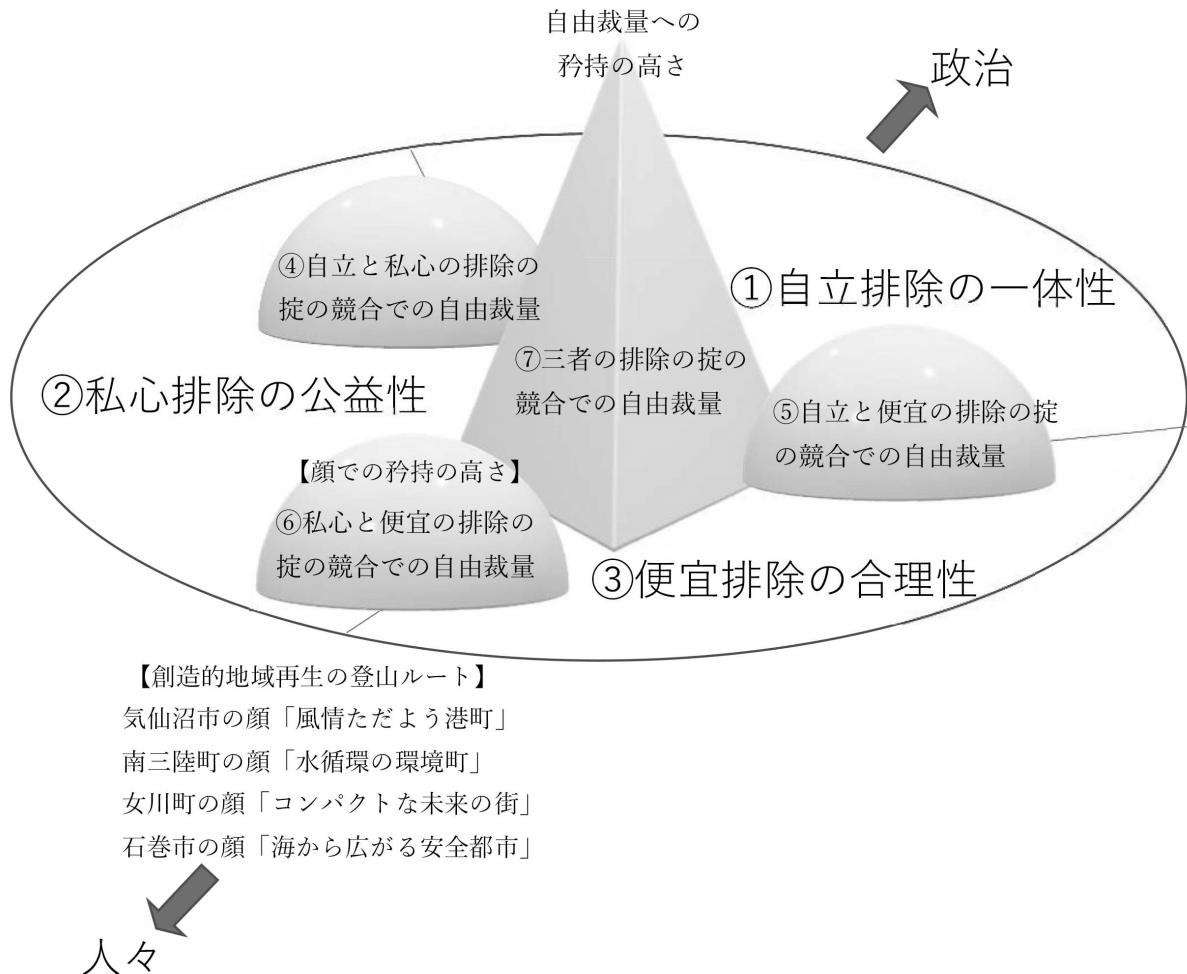 自由裁量への
矜持の高さ
政治
④自立と私心の排除の
掟の競合での自由裁量
①自立排除の一体性
⑦三者の排除の掟の
競合での自由裁量
②私心排除の公益性
⑤自立と便宜の排除の掟
の競合での自由裁量
【顔での矜持の高さ】
⑥私心と便宜の排除の
掟の競合での自由裁量
③便宜排除の合理性
【創造的地域再生の登山ルート】
気仙沼市の顔「風情ただよう港町」
南三陸町の顔「水循環の環境町」
女川町の顔「コンパクトな未来の街」
石巻市の顔「海から広がる安全都市」
人々